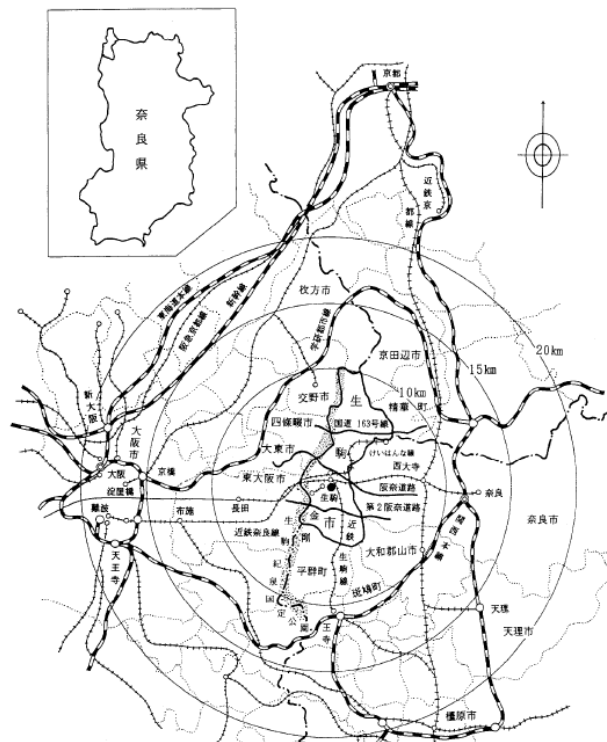 京都
奈良県
近鉄京都線
東海道本線
阪急京都線
新幹線
学研都市線
枚方市
京田辺市
20km
15km
10km
新大阪
大阪市
交野市
生駒市
精華町
四條畷市
国道163号線
大東市
けいはんな線
西大寺
大阪
京橋
淀屋橋
東大阪市
生駒
阪奈道路
奈良
難波
布施
長田
第2阪奈道路
奈良市
近鉄奈良線
近鉄生駒線
関西本線
天王寺
大和郡山市
平群町
斑鳩町
金剛生駒紀泉国定公園
王寺
天理
天理市
橿原市